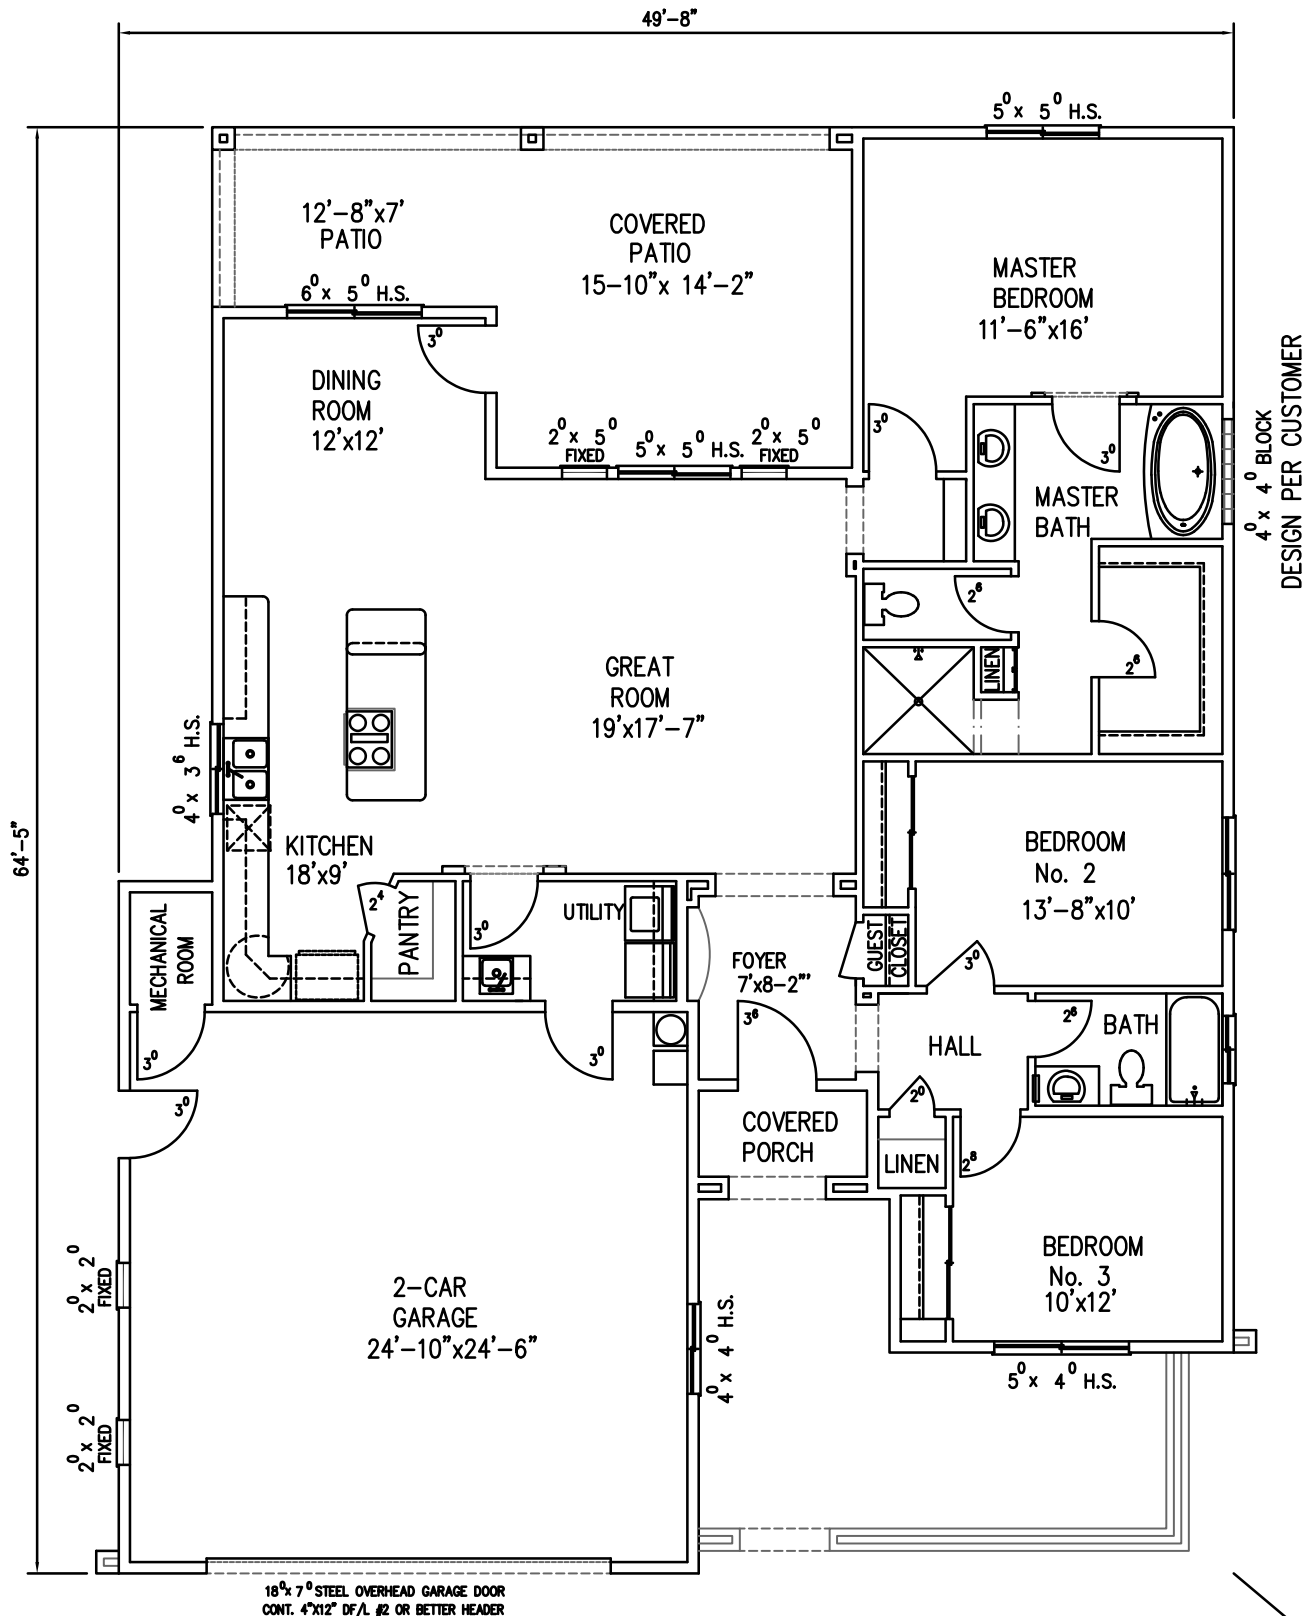 49'-8"
5⁰ x 5⁰ H.S.
12'-8"x7'
PATIO
COVERED
PATIO
15-10"x 14'-2"
6⁰ x 5⁰ H.S.
MASTER
BEDROOM
11'-6"x16'
3⁰
DINING
ROOM
12'x12'
2⁰ x 5⁰
FIXED
5⁰ x 5⁰ H.S.
2⁰ x 5⁰
FIXED
3⁰
3⁰
4⁰ x 4⁰ BLOCK
DESIGN PER CUSTOMER
MASTER
BATH
2⁶
LINEN
2⁶
GREAT
ROOM
19'x17'-7"
4⁰ x 3⁶ H.S.
64'-5"
KITCHEN
18'x9'
BEDROOM
No. 2
13'-8"x10'
2⁴
PANTRY
3⁰
UTILITY
MECHANICAL
ROOM
FOYER
7'x8-2"'
GUEST
CLOSET
3⁰
3⁶
2⁶
BATH
HALL
3⁰
3⁰
3⁰
2⁰
COVERED
PORCH
LINEN
2⁸
BEDROOM
No. 3
10'x12'
2⁰ x 2⁰
FIXED
2-CAR
GARAGE
24'-10"x24'-6"
4⁰ x 4⁰ H.S.
5⁰ x 4⁰ H.S.
2⁰ x 2⁰
FIXED
18⁰x 7⁰ STEEL OVERHEAD GARAGE DOOR
CONT. 4"X12" DF/L #2 OR BETTER HEADER